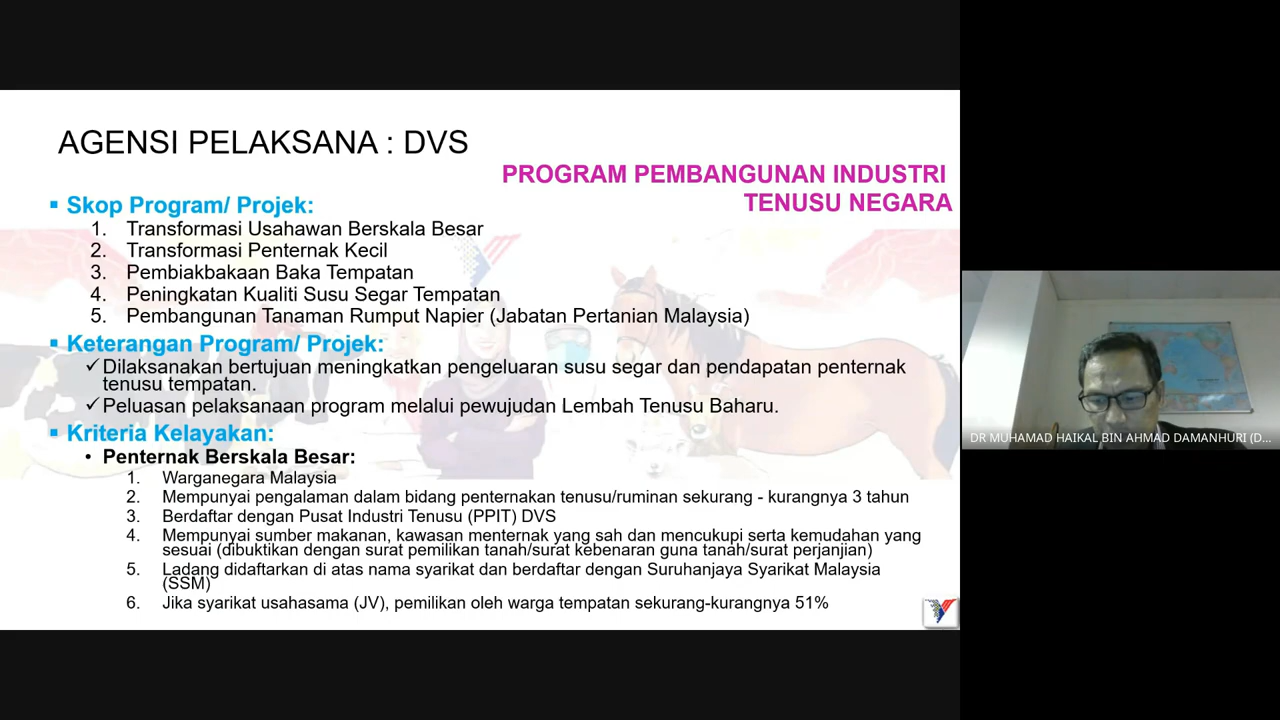 AGENSI PELAKSANA : DVS
PROGRAM PEMBANGUNAN INDUSTRI
TENUSU NEGARA
▪ Skop Program/ Projek:
1. Transformasi Usahawan Berskala Besar
2. Transformasi Penternak Kecil
3. Pembiakbakaan Baka Tempatan
4. Peningkatan Kualiti Susu Segar Tempatan
5. Pembangunan Tanaman Rumput Napier (Jabatan Pertanian Malaysia)
▪ Keterangan Program/ Projek:
✓Dilaksanakan bertujuan meningkatkan pengeluaran susu segar dan pendapatan penternak
tenusu tempatan.
✓Peluasan pelaksanaan program melalui pewujudan Lembah Tenusu Baharu.
▪ Kriteria Kelayakan:
• Penternak Berskala Besar:
1. Warganegara Malaysia
2. Mempunyai pengalaman dalam bidang penternakan tenusu/ruminan sekurang - kurangnya 3 tahun
3. Berdaftar dengan Pusat Industri Tenusu (PPIT) DVS
4. Mempunyai sumber makanan, kawasan menternak yang sah dan mencukupi serta kemudahan yang
sesuai (dibuktikan dengan surat pemilikan tanah/surat kebenaran guna tanah/surat perjanjian)
5. Ladang didaftarkan di atas nama syarikat dan berdaftar dengan Suruhanjaya Syarikat Malaysia
(SSM)
6. Jika syarikat usahasama (JV), pemilikan oleh warga tempatan sekurang-kurangnya 51%
DR MUHAMAD HAIKAL BIN AHMAD DAMANHURI (D...